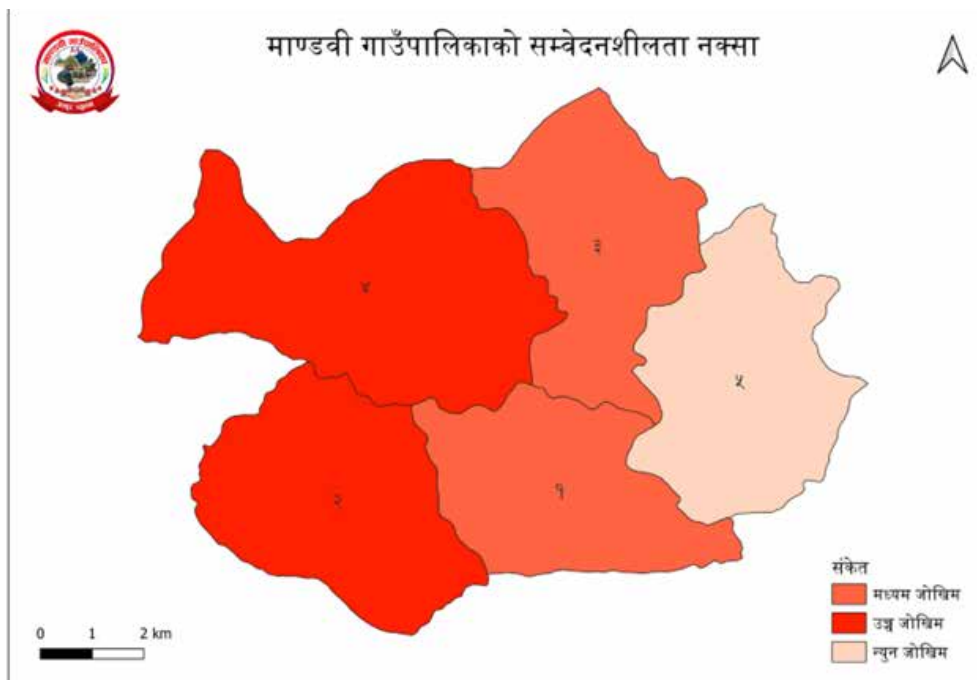 माण्डवी गाउँपालिकाको सम्वेदनशीलता नक्सा
३
४
५
२
१
संकेत
मध्यम जोखिम
उच्च जोखिम
न्युन जोखिम
0 1 2 km